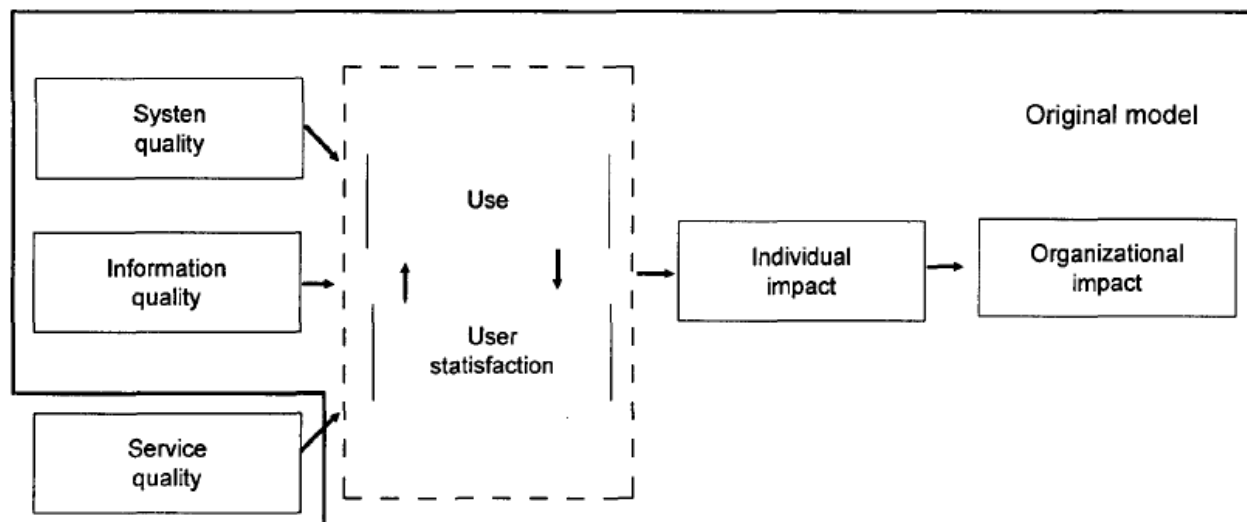 Systen
quality
Original model
Use
Information
quality
Individual
impact
Organizational
impact
User
statisfaction
Service
quality